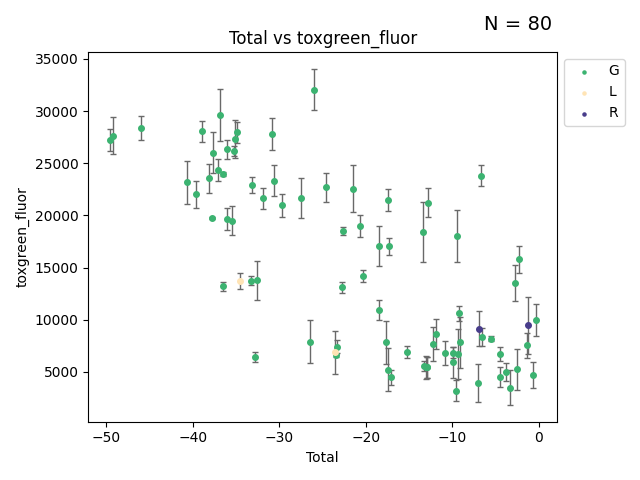 N = 80
Total vs toxgreen_fluor
35000
30000
25000
20000
15000
10000
5000
toxgreen_fluor
−50
−40
−30
−20
−10
0
Total
G
L
R